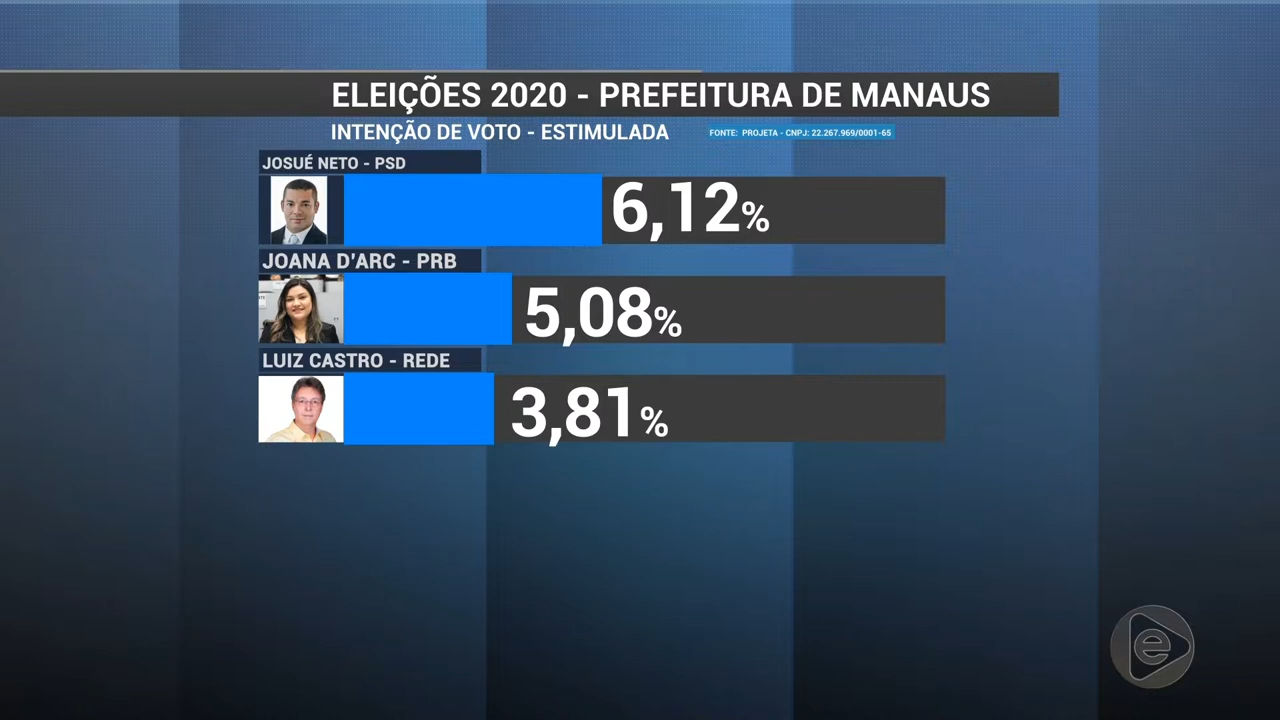 ELEIÇÕES 2020 - PREFEITURA DE MANAUS
INTENÇÃO DE VOTO - ESTIMULADA
FONTE: PROJETA - CNPJ: 22.267.969/0001-65
JOSUÉ NETO - PSD
6,12%
JOANA D'ARC - PRB
5,08%
LUIZ CASTRO - REDE
3,81%
e